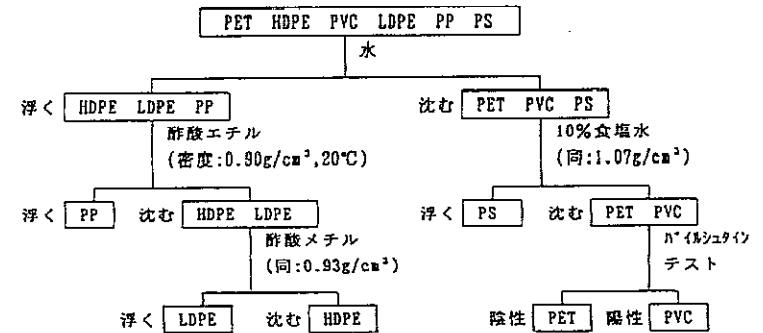 PET HDPE PVC LDPE PP PS
水
浮く HDPE LDPE PP 沈む PET PVC PS
酢酸エチル 10%食塩水
(密度:0.90g/cm³,20℃) (同:1.07g/cm³)
浮く PP 沈む HDPE LDPE 浮く PS 沈む PET PVC
酢酸メチル バイルシュタイン
(同:0.93g/cm³) テスト
浮く LDPE 沈む HDPE 陰性 PET 陽性 PVC